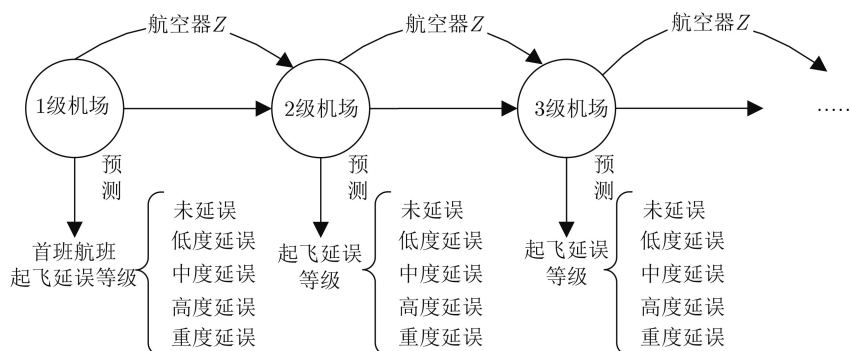 航空器Z
航空器Z
航空器Z
1级机场
2级机场
3级机场
……
预测
预测
预测
首班航班
起飞延误等级
未延误
低度延误
中度延误
高度延误
重度延误
起飞延误
等级
未延误
低度延误
中度延误
高度延误
重度延误
起飞延误
等级
未延误
低度延误
中度延误
高度延误
重度延误